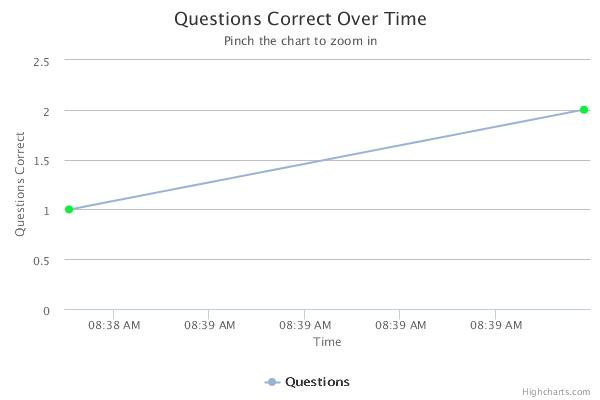 Questions Correct Over Time
Pinch the chart to zoom in
2.5
2
1.5
1
0.5
0
Questions Correct
08:38 AM 08:39 AM 08:39 AM 08:39 AM 08:39 AM
Time
Questions
Highcharts.com